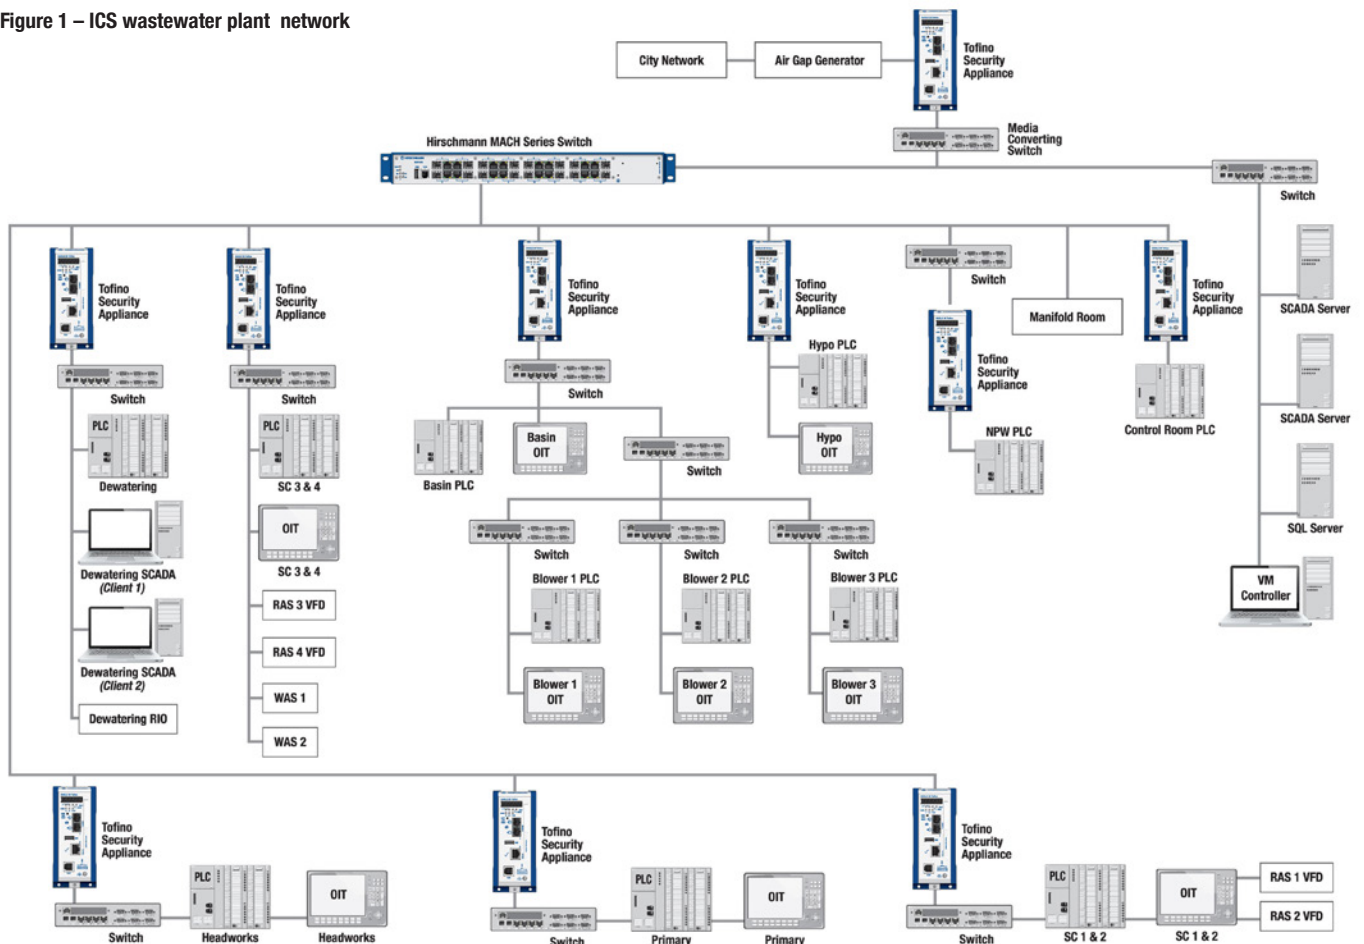 Figure 1 – ICS wastewater plant network
City Network
Air Gap Generator
Tofino
Security
Appliance
Media
Converting
Switch
Hirschmann MACH Series Switch
Switch
Tofino
Security
Appliance
Tofino
Security
Appliance
Tofino
Security
Appliance
Tofino
Security
Appliance
Switch
Manifold Room
Tofino
Security
Appliance
SCADA Server
Switch
Switch
Switch
Hypo PLC
Tofino
Security
Appliance
SCADA Server
PLC
Dewatering
PLC
SC 3 & 4
Basin PLC
Basin
OIT
Switch
Hypo
OIT
NPW PLC
Control Room PLC
SQL Server
Dewatering SCADA
(Client 1)
OIT
SC 3 & 4
Switch
Switch
Switch
Blower 1 PLC
Blower 2 PLC
Blower 3 PLC
VM
Controller
RAS 3 VFD
RAS 4 VFD
Dewatering SCADA
(Client 2)
WAS 1
Blower 1
OIT
Blower 2
OIT
Blower 3
OIT
Dewatering RIO
WAS 2
Tofino
Security
Appliance
Tofino
Security
Appliance
Tofino
Security
Appliance
PLC
OIT
PLC
OIT
PLC
OIT
RAS 1 VFD
RAS 2 VFD
Switch
Headworks
Headworks
Switch
Primary
Primary
Switch
SC 1 & 2
SC 1 & 2